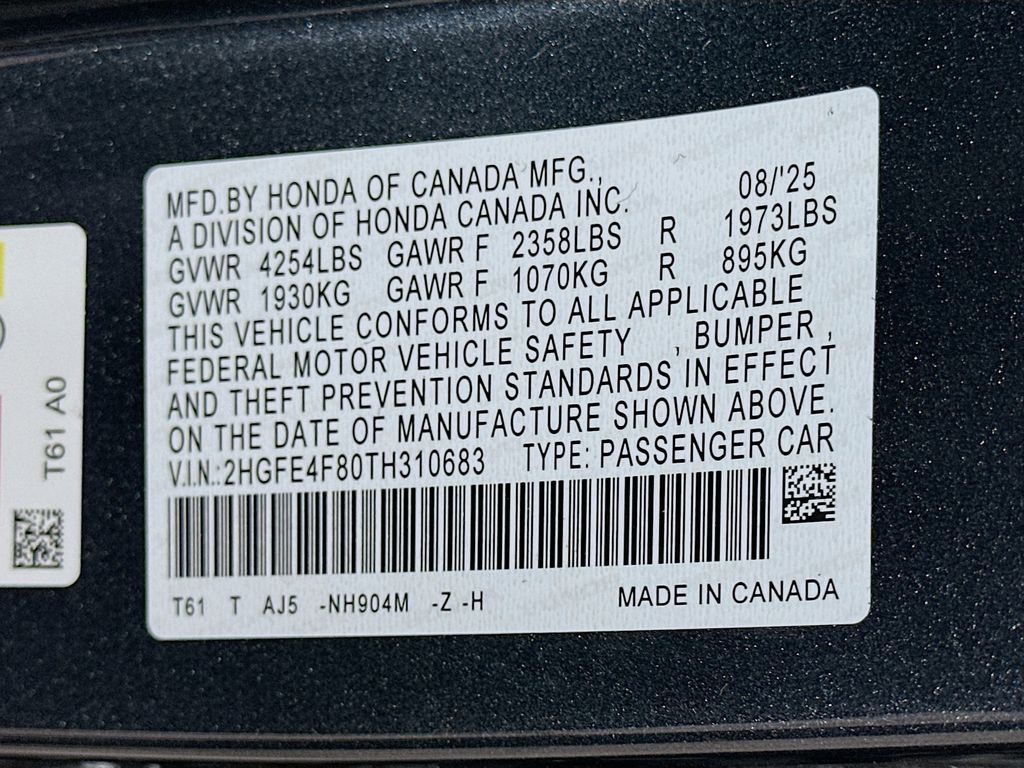 MFD.BY HONDA OF CANADA MFG.,
A DIVISION OF HONDA CANADA INC. 08/'25
GVWR 4254LBS GAWR F 2358LBS R 1973LBS
GVWR 1930KG GAWR F 1070KG R 895KG
THIS VEHICLE CONFORMS TO ALL APPLICABLE
FEDERAL MOTOR VEHICLE SAFETY , BUMPER ,
AND THEFT PREVENTION STANDARDS IN EFFECT
ON THE DATE OF MANUFACTURE SHOWN ABOVE.
V.I.N.:2HGFE4F80TH310683 TYPE: PASSENGER CAR
T61 T AJ5 -NH904M -Z -H MADE IN CANADA
T61 A0